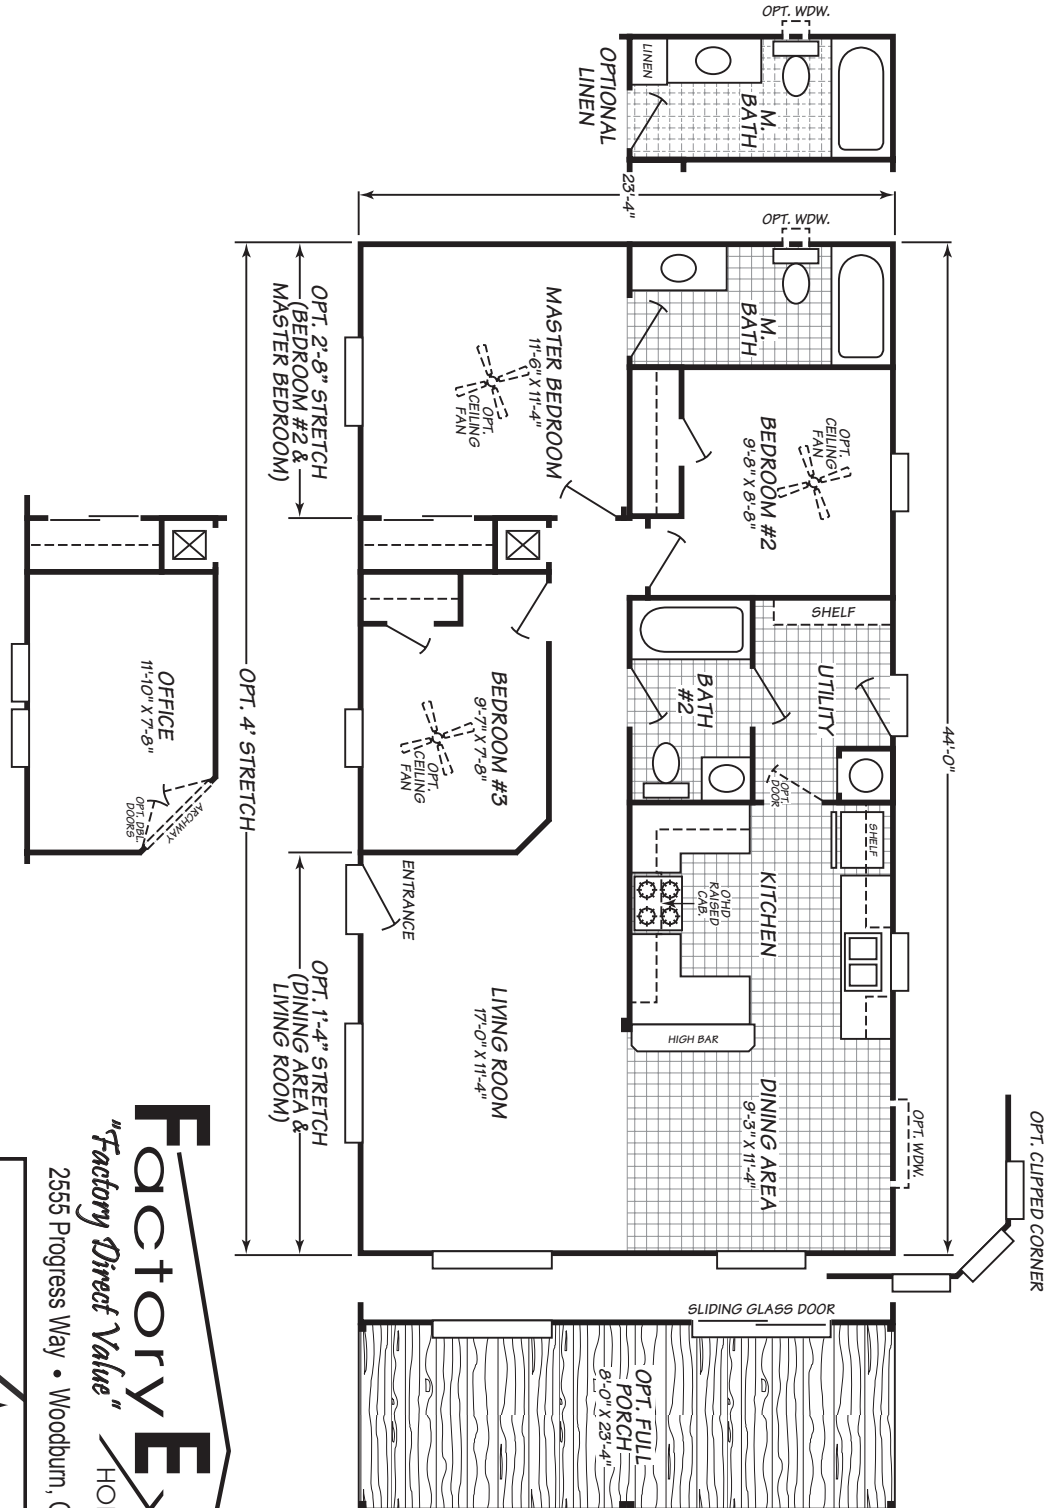 OPT. WDW.
LINEN
M.
BATH
OPTIONAL
LINEN
23'-4"
OPT. WDW.
M.
BATH
MASTER BEDROOM
11'-6" X 11'-4"
OPT.
CEILING
FAN
BEDROOM #2
9'-8" X 8'-8"
OPT.
CEILING
FAN
OPT. 2'-8" STRETCH
(BEDROOM #2 &
MASTER BEDROOM)
SHELF
UTILITY
BATH
#2
OPT.
DOOR
44'-0"
BEDROOM #3
9'-7" X 7'-8"
OPT.
CEILING
FAN
OPT. 4' STRETCH
OFFICE
11'-10" X 7'-8"
ARCHWAY
OPT. DBL.
DOORS
SHELF
KITCHEN
O'HD
RAISED
CAB.
HIGH BAR
ENTRANCE
LIVING ROOM
17'-0" X 11'-4"
DINING AREA
9'-3" X 11'-4"
OPT. WDW.
OPT. 1'-4" STRETCH
(DINING AREA &
LIVING ROOM)
OPT. CLIPPED CORNER
SLIDING GLASS DOOR
OPT. FULL
PORCH
8'-0" X 23'-4"
Factory Ex
"Factory Direct Value" HO
2555 Progress Way • Woodburn,